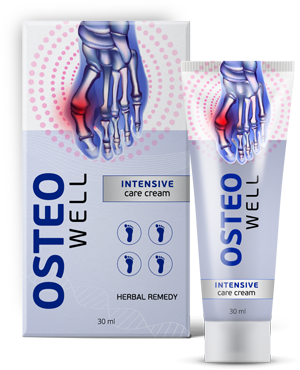 OSTEO
WELL
INTENSIVE
care cream
HERBAL REMEDY
30 ml
OSTEO
WELL
INTENSIVE
care cream
30 ml